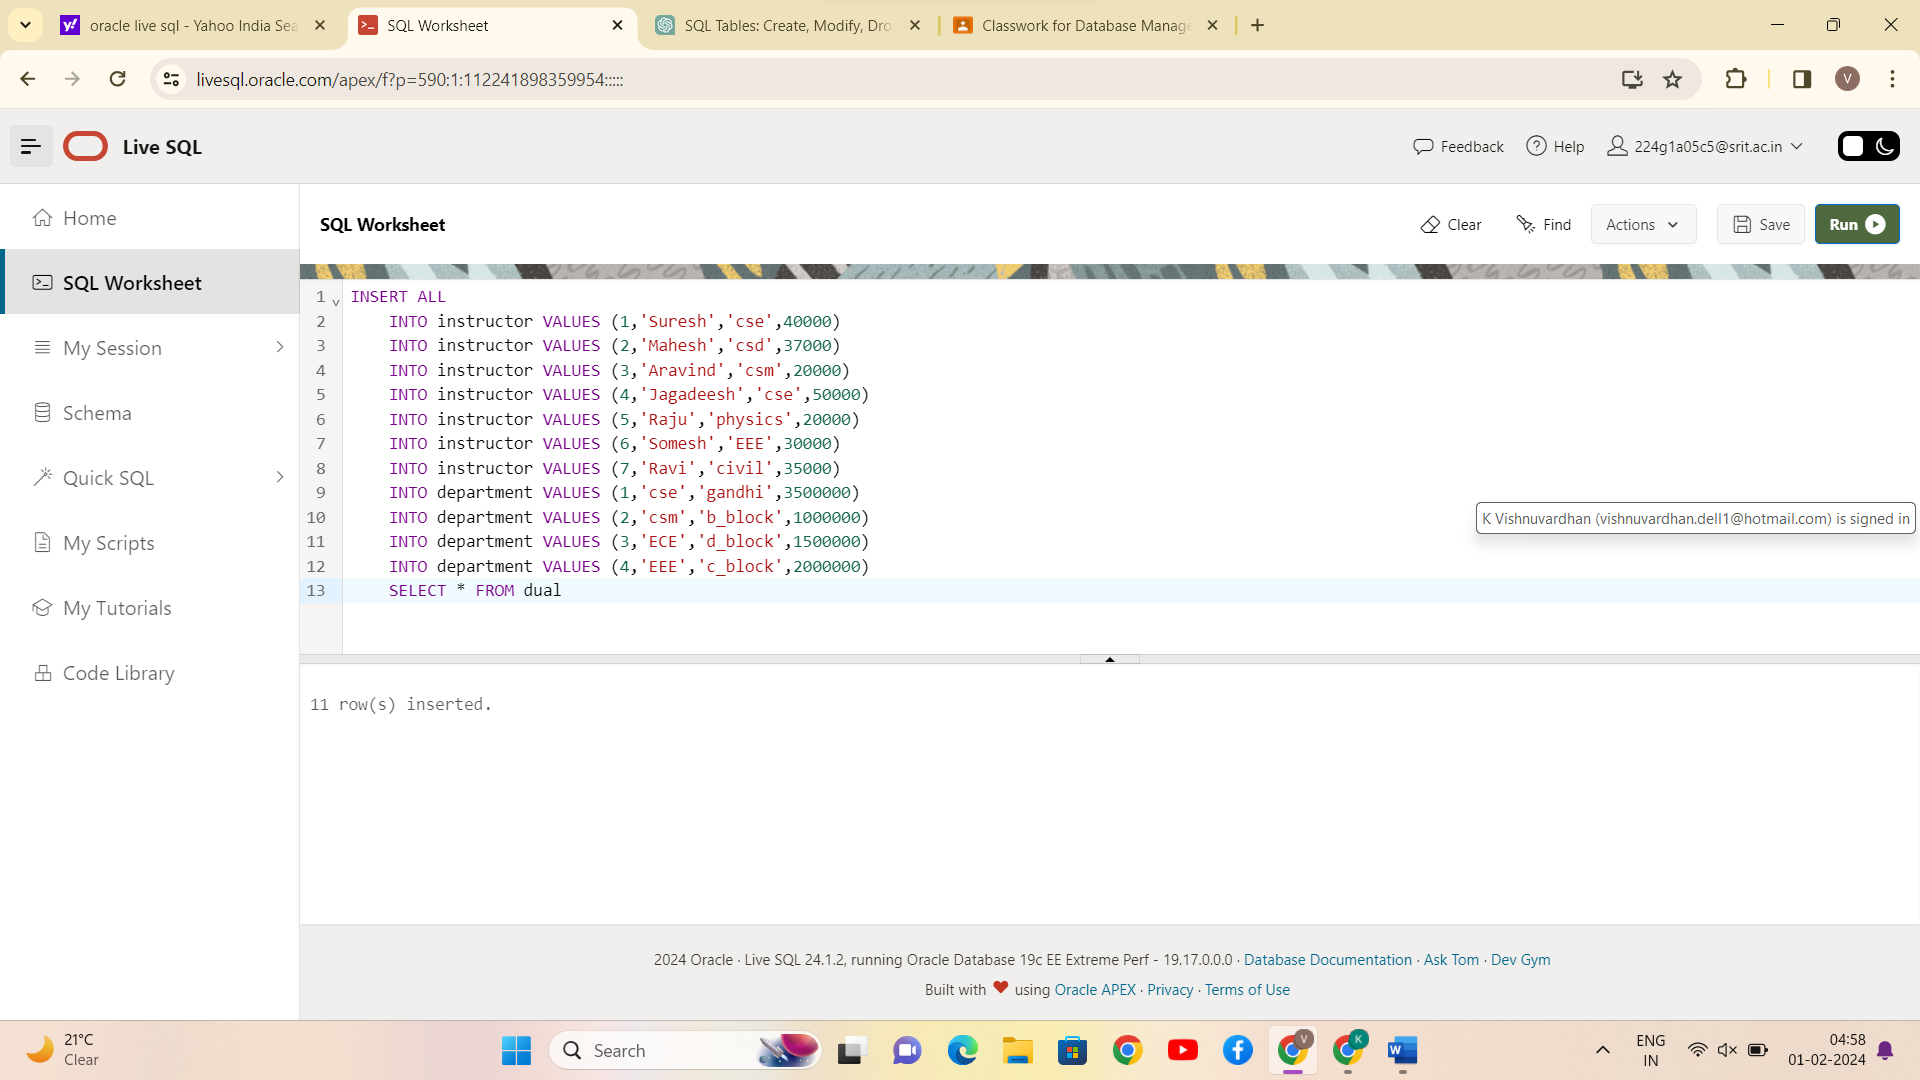 oracle live sql - Yahoo India Sea
SQL Worksheet
SQL Tables: Create, Modify, Dro
Classwork for Database Manage
livesql.oracle.com/apex/f?p=590:1:112241898359954:::::
V
Live SQL
Feedback
Help
224g1a05c5@srit.ac.in
Home
SQL Worksheet
My Session
Schema
Quick SQL
My Scripts
My Tutorials
Code Library
SQL Worksheet
Clear
Find
Actions
Save
Run
1 INSERT ALL
2 INTO instructor VALUES (1,'Suresh','cse',40000)
3 INTO instructor VALUES (2,'Mahesh','csd',37000)
4 INTO instructor VALUES (3,'Aravind','csm',20000)
5 INTO instructor VALUES (4,'Jagadeesh','cse',50000)
6 INTO instructor VALUES (5,'Raju','physics',20000)
7 INTO instructor VALUES (6,'Somesh','EEE',30000)
8 INTO instructor VALUES (7,'Ravi','civil',35000)
9 INTO department VALUES (1,'cse','gandhi',3500000)
10 INTO department VALUES (2,'csm','b_block',1000000)
11 INTO department VALUES (3,'ECE','d_block',1500000)
12 INTO department VALUES (4,'EEE','c_block',2000000)
13 SELECT * FROM dual
K Vishnuvardhan (vishnuvardhan.dell1@hotmail.com) is signed in
11 row(s) inserted.
2024 Oracle · Live SQL 24.1.2, running Oracle Database 19c EE Extreme Perf - 19.17.0.0.0 · Database Documentation · Ask Tom · Dev Gym
Built with ❤ using Oracle APEX · Privacy · Terms of Use
21°C
Clear
Search
V
K
ENG
IN
04:58
01-02-2024